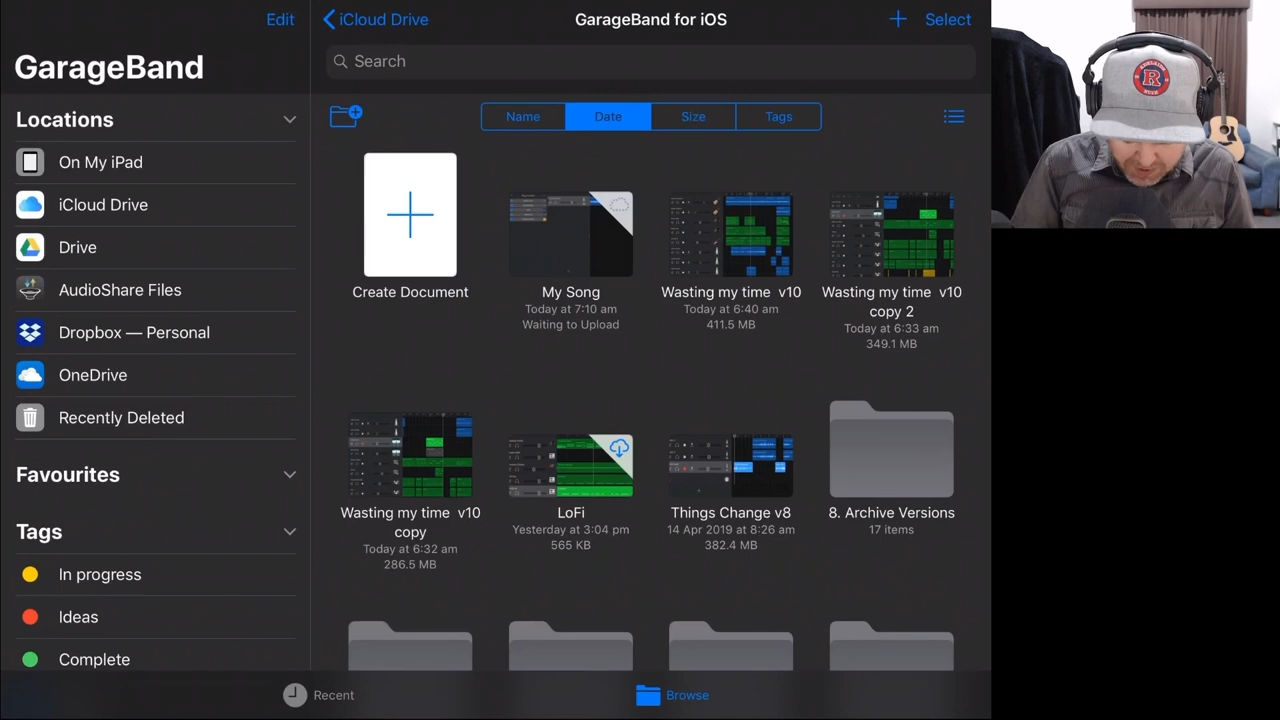 Edit
GarageBand
Locations
On My iPad
iCloud Drive
Drive
AudioShare Files
Dropbox — Personal
OneDrive
Recently Deleted
Favourites
Tags
In progress
Ideas
Complete
iCloud Drive
GarageBand for iOS
+ Select
Search
Name Date Size Tags
Create Document
My Song
Today at 7:10 am
Waiting to Upload
Wasting my time v10
Today at 6:40 am
411.5 MB
Wasting my time v10
copy 2
Today at 6:33 am
349.1 MB
Wasting my time v10
copy
Today at 6:32 am
286.5 MB
LoFi
Yesterday at 3:04 pm
565 KB
Things Change v8
14 Apr 2019 at 8:26 am
382.4 MB
8. Archive Versions
17 items
Recent
Browse
R